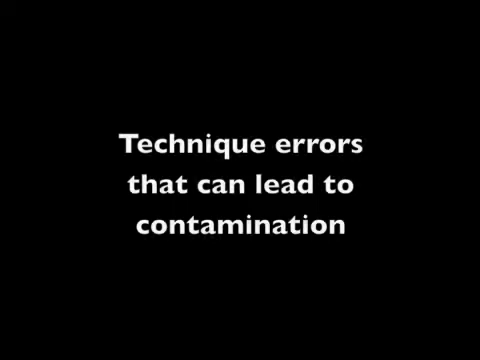 Technique errors
that can lead to
contamination